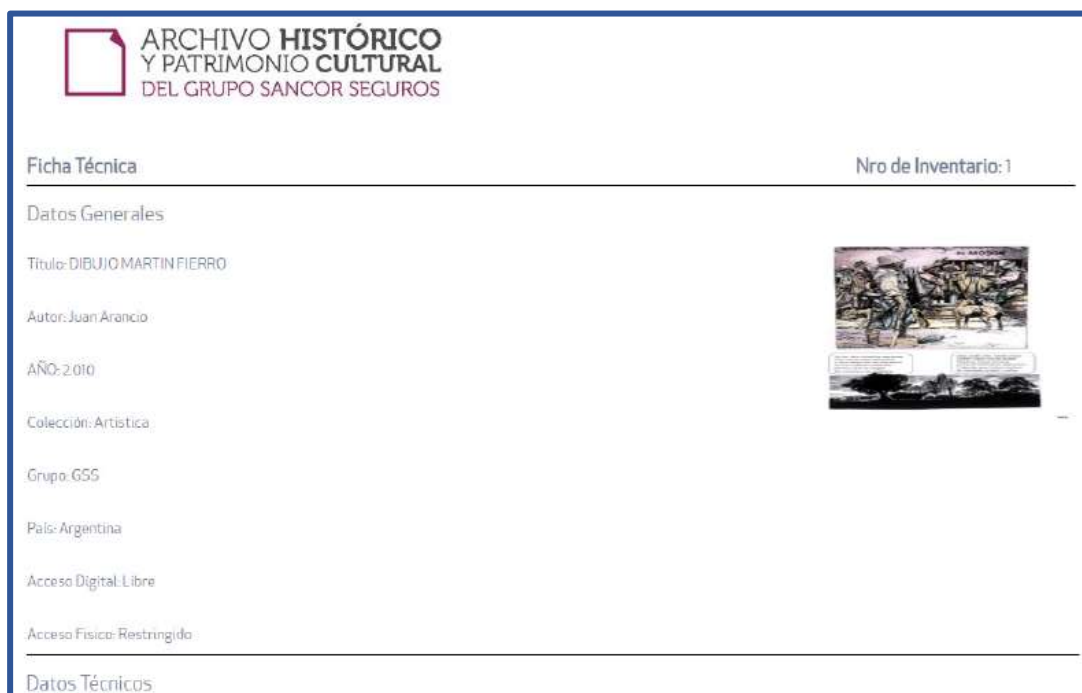 ARCHIVO HISTÓRICO
Y PATRIMONIO CULTURAL
DEL GRUPO SANCOR SEGUROS
Ficha Técnica
Nro de Inventario: 1
Datos Generales
Título: DIBUJO MARTIN FIERRO
Autor: Juan Arancio
AÑO: 2.010
Colección: Artística
Grupo: GSS
País: Argentina
Acceso Digital: Libre
Acceso Fisico: Restringido
Datos Técnicos